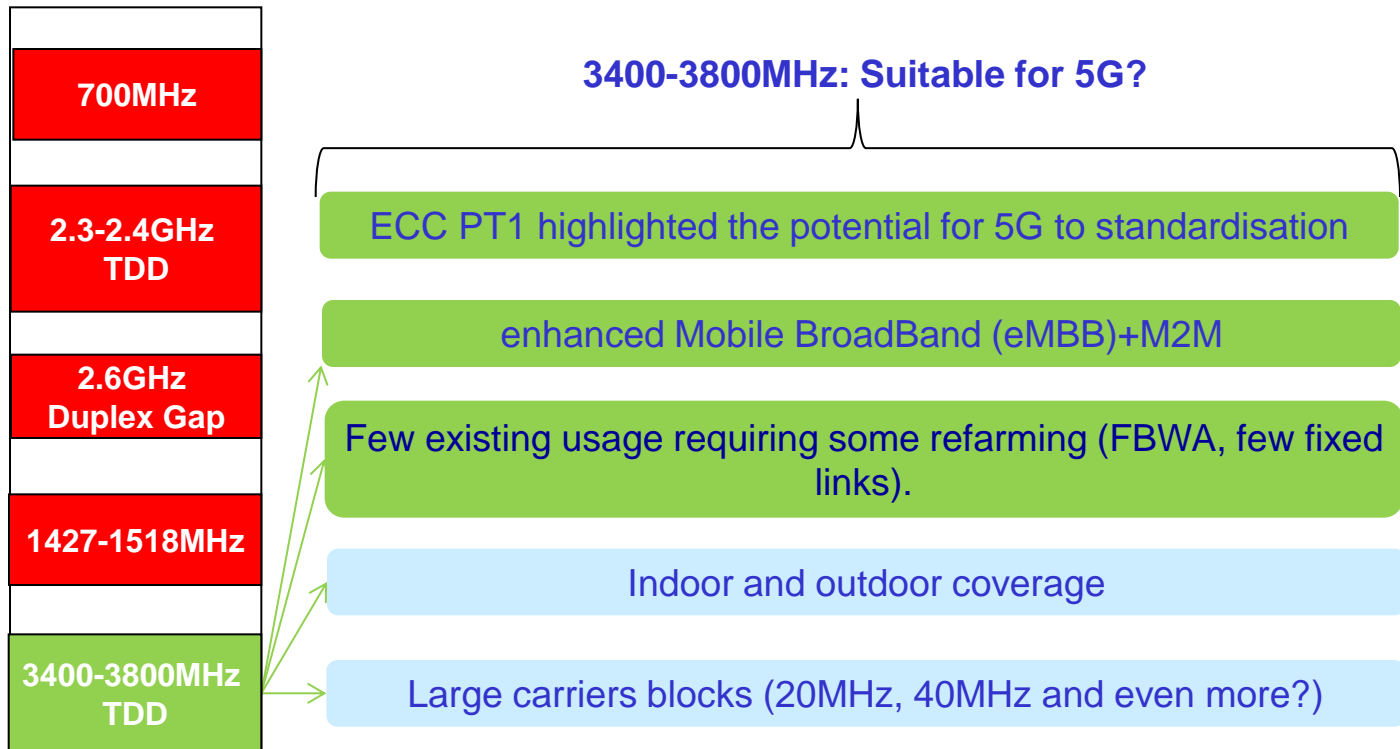 700MHz
2.3-2.4GHz
TDD
2.6GHz
Duplex Gap
1427-1518MHz
3400-3800MHz
TDD
3400-3800MHz: Suitable for 5G?
ECC PT1 highlighted the potential for 5G to standardisation
enhanced Mobile BroadBand (eMBB)+M2M
Few existing usage requiring some refarming (FBWA, few fixed
links).
Indoor and outdoor coverage
Large carriers blocks (20MHz, 40MHz and even more?)